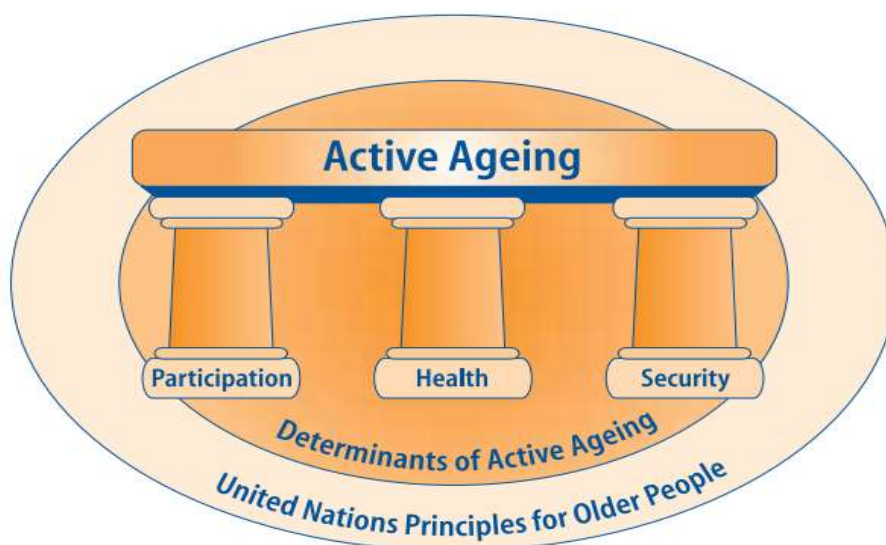 Active Ageing
Participation
Health
Security
Determinants of Active Ageing
United Nations Principles for Older People